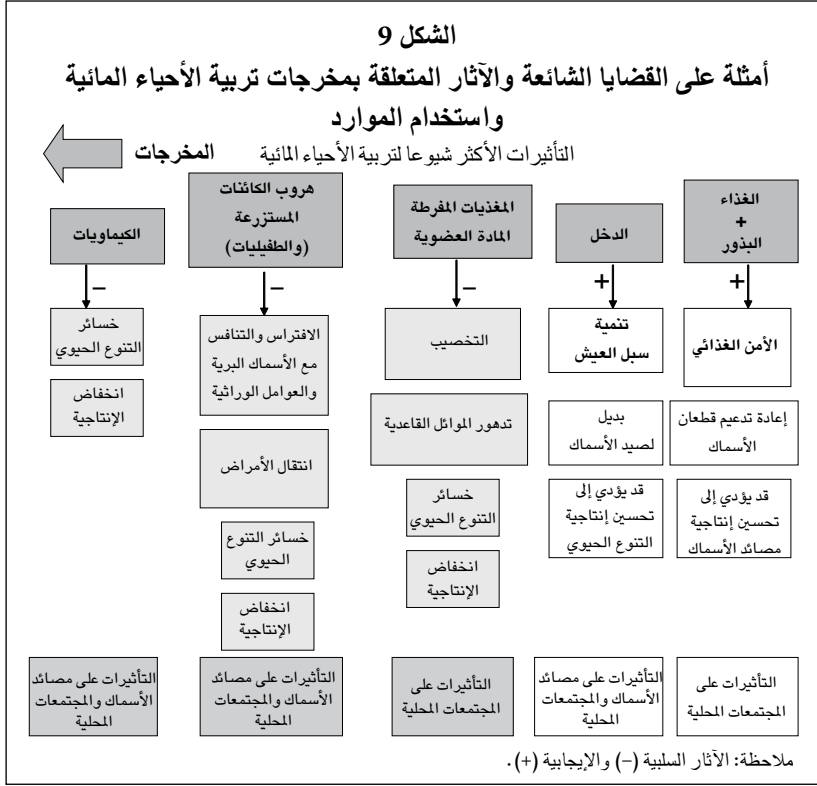 الشكل 9
أمثلة على القضايا الشائعة والآثار المتعلقة بمخرجات تربية الأحياء المائية
واستخدام الموارد
التأثيرات الأكثر شيوعا لتربية الأحياء المائية
المخرجات
الغذاء
+
البذور
+
الأمن الغذائي
إعادة تدعيم قطعان
الأسماك
قد يؤدي إلى
تحسين إنتاجية
مصائد الأسماك
التأثيرات على
المجتمعات المحلية
الدخل
+
تنمية
سبل العيش
بديل
لصيد الأسماك
قد يؤدي إلى
تحسين إنتاجية
التنوع الحيوي
التأثيرات على مصائد
الأسماك والمجتمعات
المحلية
المغذيات المفرطة
المادة العضوية
–
التخصيب
تدهور الموائل القاعدية
خسائر
التنوع الحيوي
انخفاض
الإنتاجية
التأثيرات على
المجتمعات المحلية
هروب الكائنات
المستزرعة
(والطفيليات)
–
الافتراس والتنافس
مع الأسماك البرية
والعوامل الوراثية
انتقال الأمراض
خسائر التنوع
الحيوي
انخفاض
الإنتاجية
التأثيرات على مصائد
الأسماك والمجتمعات
المحلية
الكيماويات
–
خسائر
التنوع الحيوي
انخفاض
الإنتاجية
التأثيرات على مصائد
الأسماك والمجتمعات
المحلية
ملاحظة: الآثار السلبية (–) والإيجابية (+).